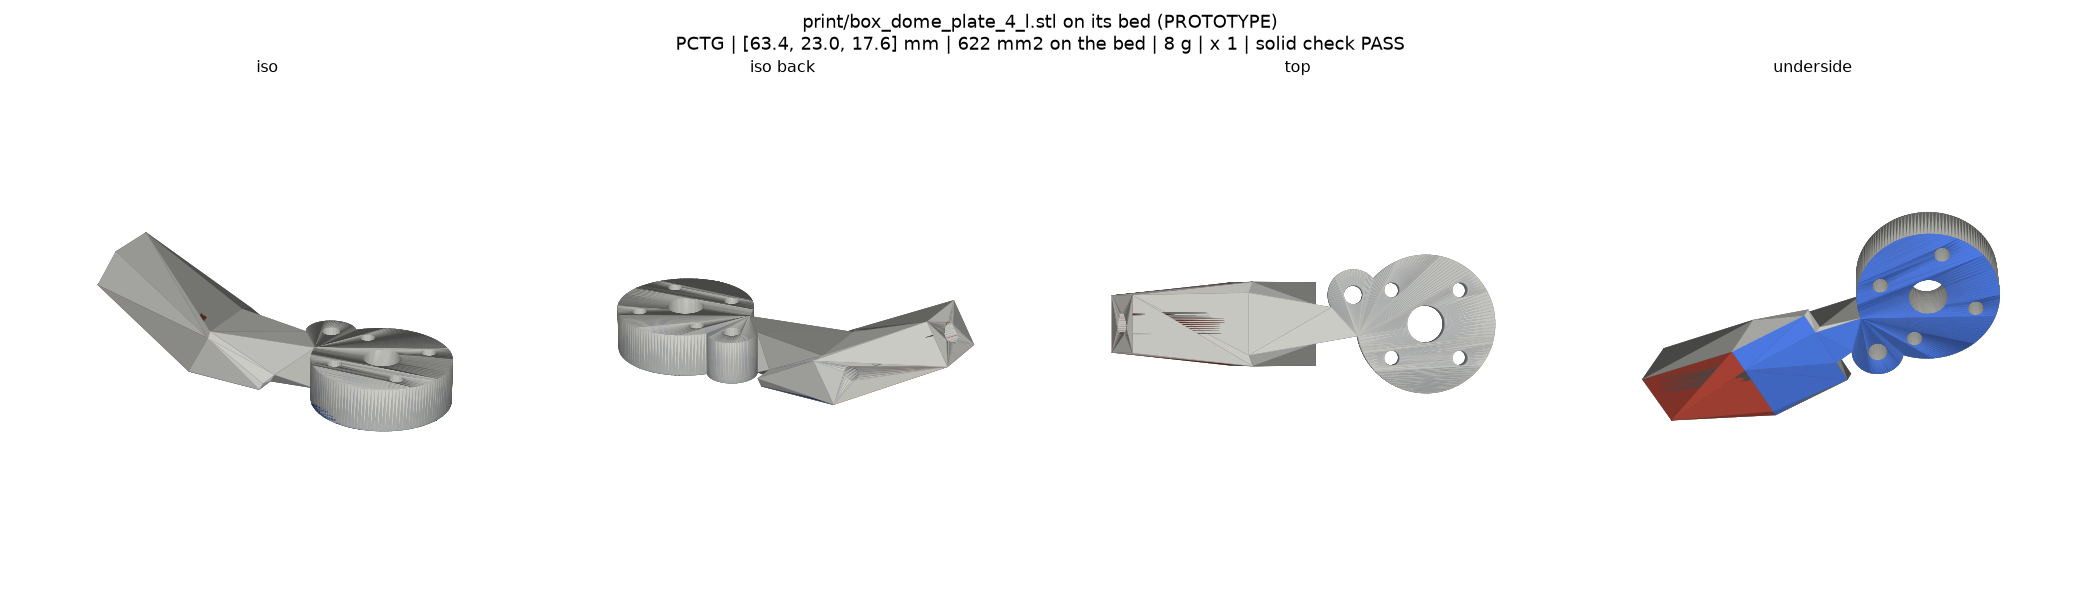 print/box_dome_plate_4_l.stl on its bed (PROTOTYPE)
PCTG | [63.4, 23.0, 17.6] mm | 622 mm2 on the bed | 8 g | x 1 | solid check PASS
iso
iso back
top
underside